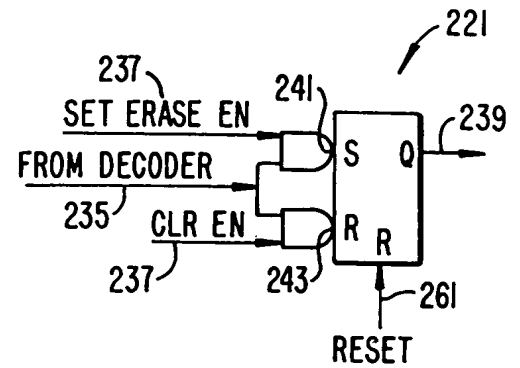 221
237
SET ERASE EN
241
239
S
Q
FROM DECODER
235
CLR EN
R
R
237
243
261
RESET